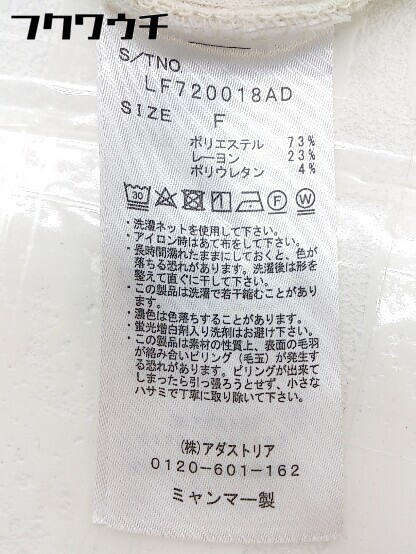 フクワウチ
S/TNO.
LF720018AD
SIZE F
ポリエステル 73%
レーヨン 23%
ポリウレタン 4%
30 F W
・洗濯ネットを使用して下さい。
・アイロン時はあて布をして下さい。
・長時間濡れたままにしておくと、色が
落ちる恐れがあります。洗濯後は形を
整えて直ぐに干して下さい。
・この製品は洗濯で若干縮むことがあり
ます。
・濃色は色落ちすることがあります。
・蛍光増白剤入り洗剤はお避け下さい。
・この製品は素材の性質上、表面の毛羽
が絡み合いピリング(毛玉)が発生す
る恐れがあります。ピリングが出来て
しまったら引っ張ろうとせず、小さな
ハサミで丁寧に取り除いて下さい。
(株)アダストリア
0120-601-162
ミャンマー製